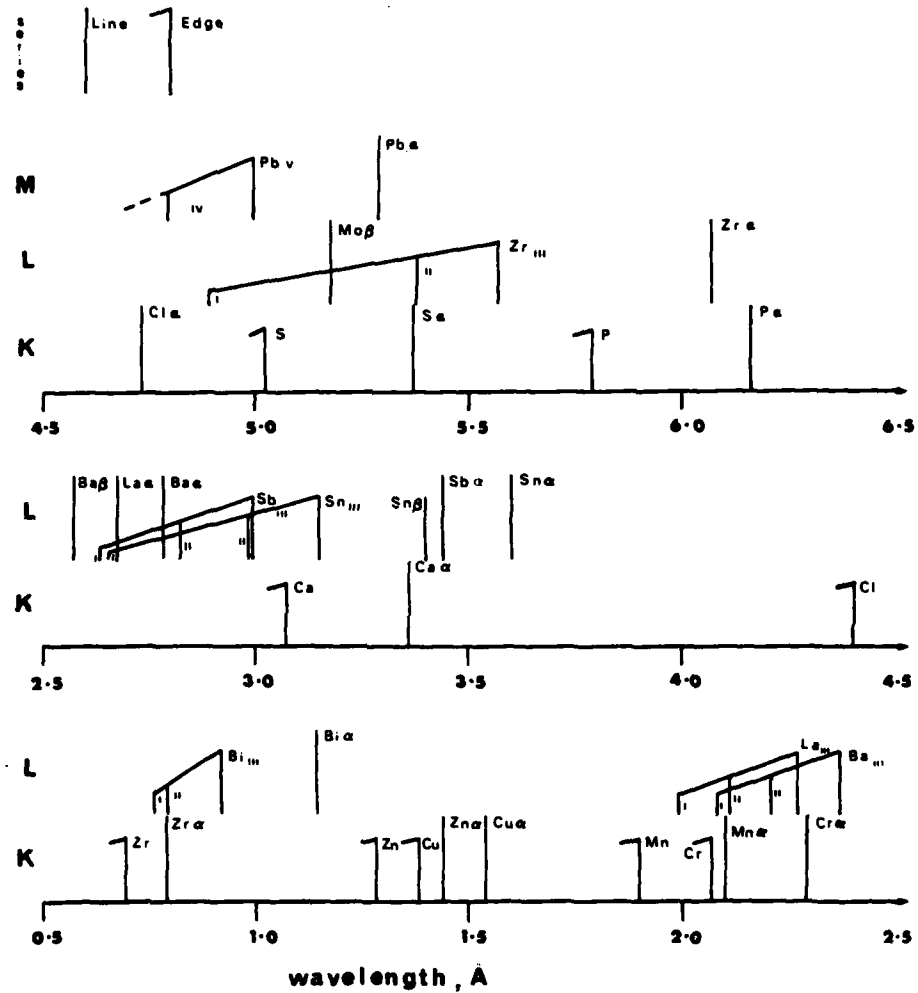 series
Line Edge
M
Pb α
Pb V
IV
L
Mo β
Zr III
Zr α
I
II
K
Cl α
S
S α
P
P α
4.5 5.0 5.5 6.0 6.5
L
Ba β La α Ba α Sb III Sn III Sn β Sb α Sn α
I I II II
K
Ca
Ca α
Cl
2.5 3.0 3.5 4.0 4.5
L
Bi III
Bi α
La III
Ba III
I II I II I II
K
Zr
Zr α
Zn
Cu
Zn α
Cu α
Mn
Cr
Mn α
Cr α
0.5 1.0 1.5 2.0 2.5
wavelength, Å